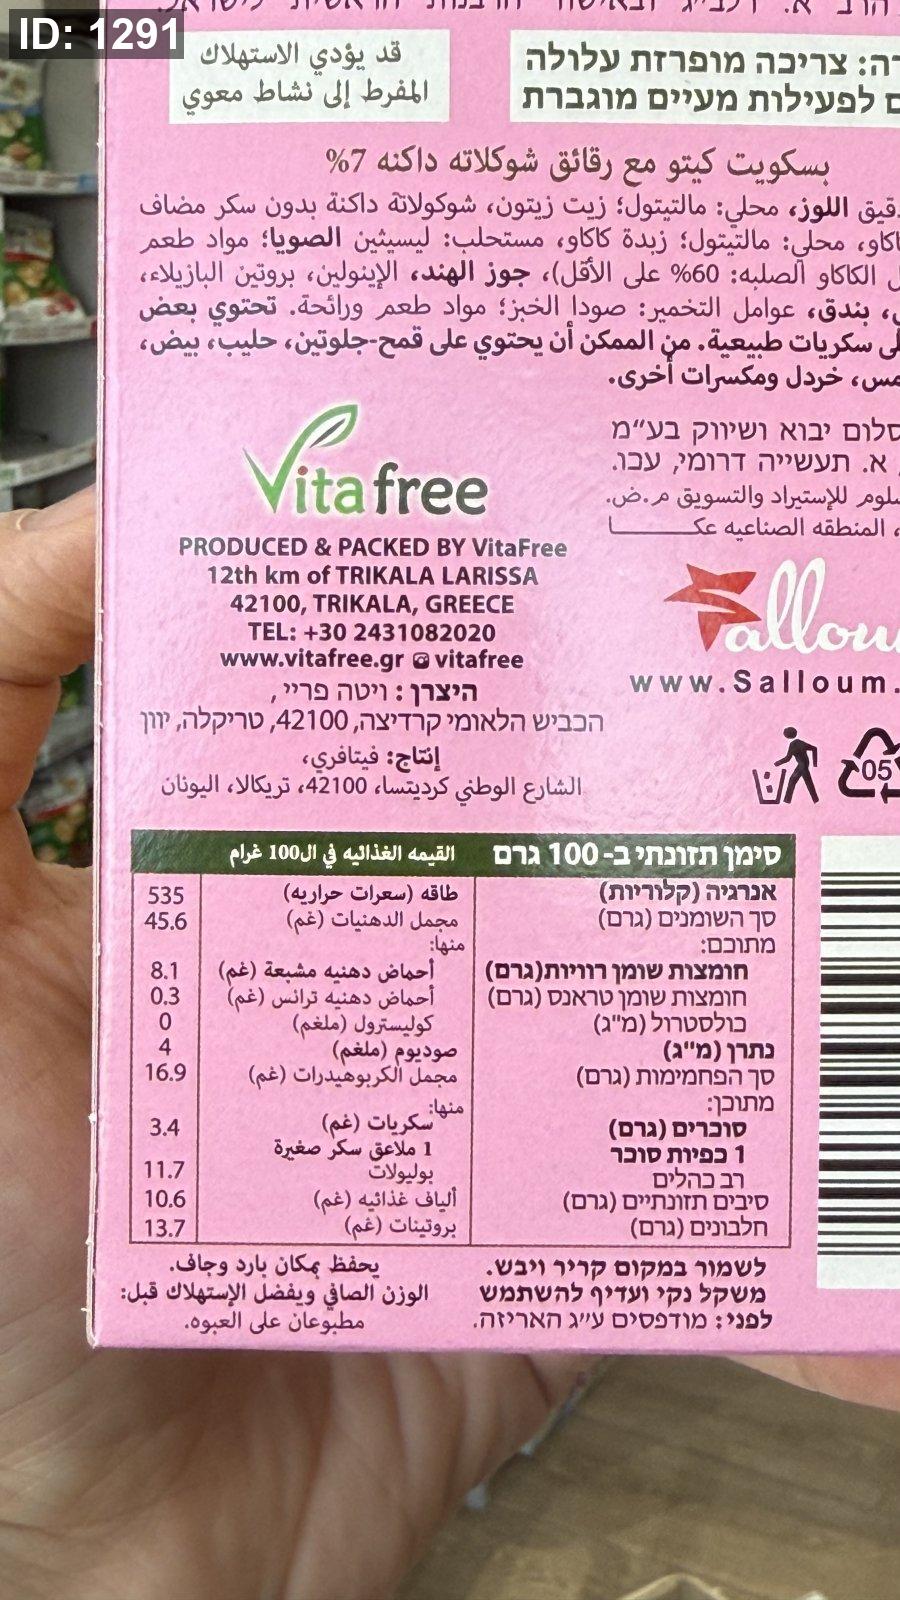 ID: 1291
قد يؤدي الاستهلاك
المفرط إلى نشاط معوي
צריכה מופרזת עלולה
לפעילות מעיים מוגברת
بسكويت كيتو مع رقائق شوكلاته داكنه 7%
اللوز، محلي: مالتيتول؛ زيت زيتون، شوكولاتة داكنة بدون سكر مضاف
محلي: مالتيتول؛ زبدة كاكاو، مستحلب: ليسيثين الصويا؛ مواد طعم
الكاكاو الصلبه: 60% على الأقل)، جوز الهند، الإينولين، بروتين البازيلاء،
بندق، عوامل التخمير: صودا الخبز؛ مواد طعم ورائحة. تحتوي بعض
سكريات طبيعية. من الممكن أن يحتوي على قمح-جلوتين، حليب، بيض،
خردل ومكسرات أخرى.
יבוא ושיווק בע״מ
א. תעשייה דרומי, עכו.
للإستيراد والتسويق م.ض.
المنطقه الصناعيه عكا
Vitafree
PRODUCED & PACKED BY VitaFree
12th km of TRIKALA LARISSA
42100, TRIKALA, GREECE
TEL: +30 2431082020
www.vitafree.gr vitafree
היצרן: ויטה פריי,
הכביש הלאומי קרדיצה, 42100, טריקלה, יוון
إنتاج: فيتافري،
الشارع الوطني كرديتسا، 42100، تريكالا، اليونان
www.Salloum.
05
סימן תזונתי ב- 100 גרם القيمه الغذائيه في ال100 غرام
אנרגיה (קלוריות) طاقه (سعرات حراريه) 535
סך השומנים (גרם) مجمل الدهنيات (غم) 45.6
מתוכם: منها:
חומצות שומן רוויות(גרם) أحماض دهنيه مشبعة (غم) 8.1
חומצות שומן טראנס (גרם) أحماض دهنيه ترانس (غم) 0.3
כולסטרול (מ"ג) كوليسترول (ملغم) 0
נתרן (מ"ג) صوديوم (ملغم) 4
סך הפחמימות (גרם) مجمل الكربوهيدرات (غم) 16.9
מתוכן: منها:
סוכרים (גרם) سكريات (غم) 3.4
1 כפיות סוכר 1 ملاعق سكر صغيرة
רב כהלים بوليولات 11.7
סיבים תזונתיים (גרם) ألياف غذائيه (غم) 10.6
חלבונים (גרם) بروتينات (غم) 13.7
לשמור במקום קריר ויבש.
משקל נקי ועדיף להשתמש
לפני: מודפסים ע״ג האריזה.
يحفظ بمكان بارد وجاف.
الوزن الصافي ويفضل الإستهلاك قبل:
مطبوعان على العبوه.